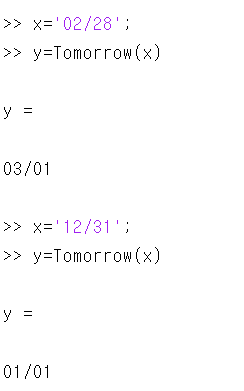 >> x='02/28';
>> y=Tomorrow(x)
y =
03/01
>> x='12/31';
>> y=Tomorrow(x)
y =
01/01